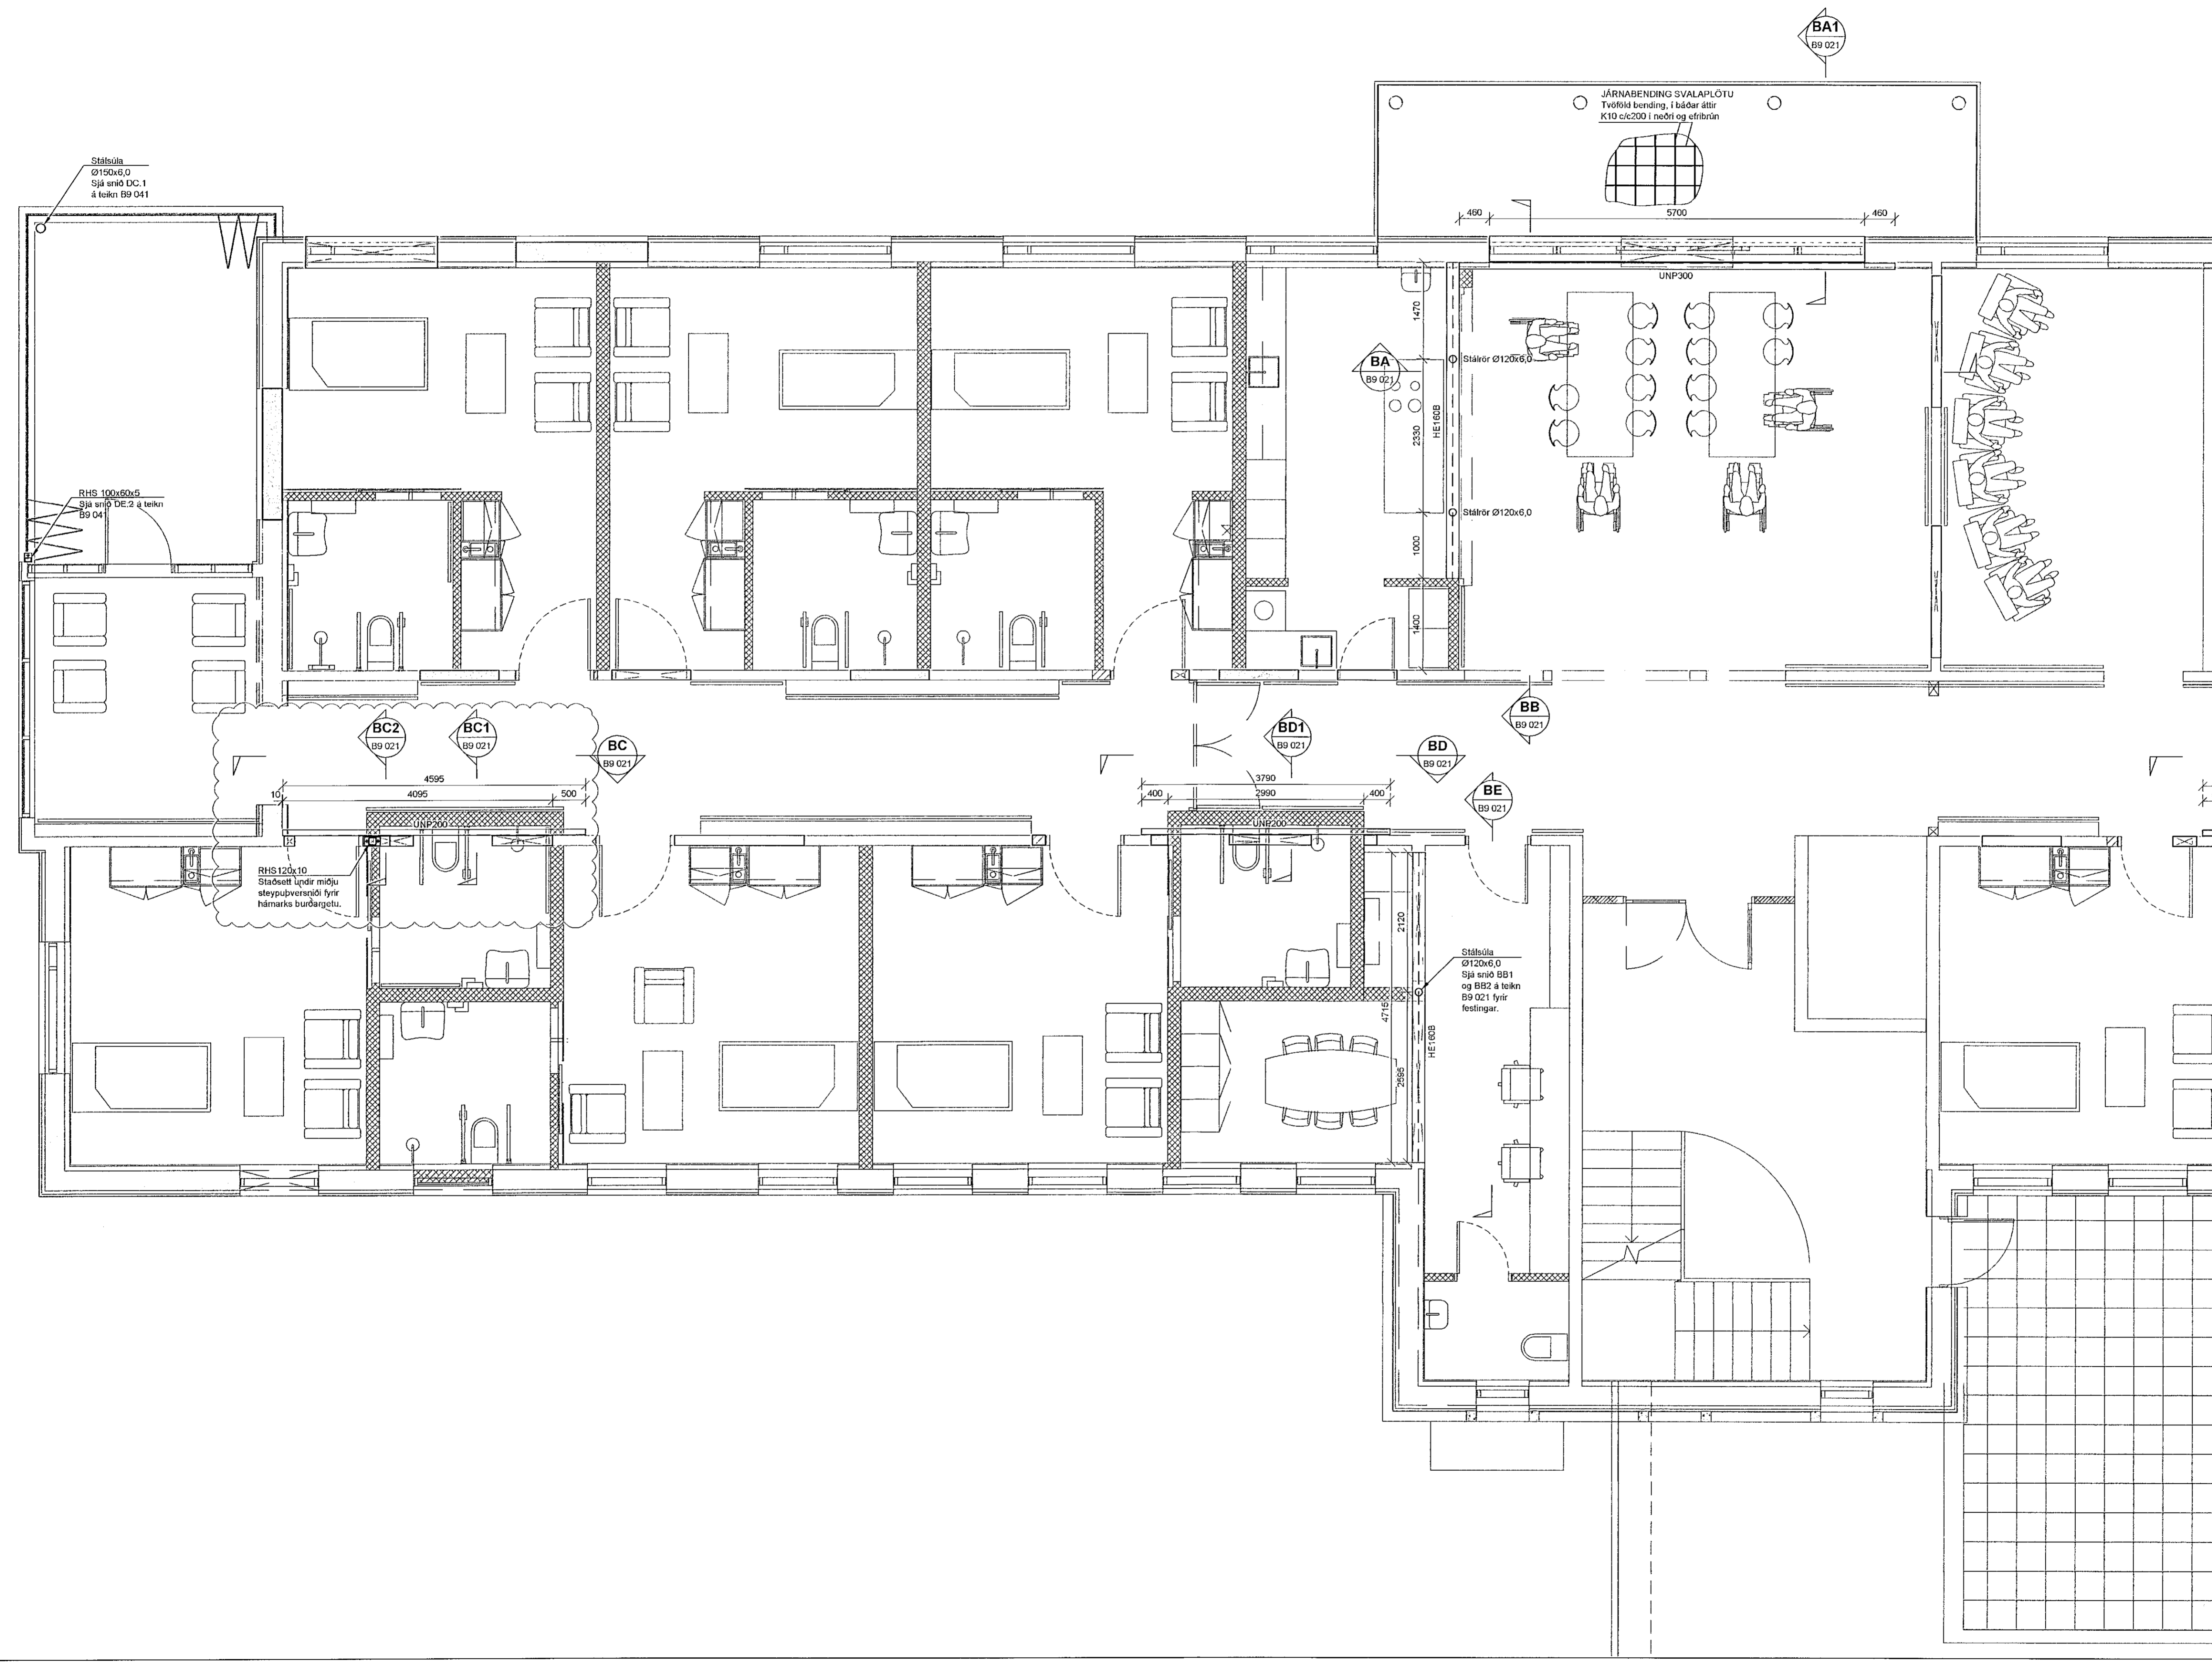 BA1
B9 021
JÁRNABENDING SVALAPLÖTU
Tvöföld bending, í báðar áttir
K10 c/c200 í neðri og efribrún
Stálsúla
Ø150x6,0
Sjá snið DC.1
á teikn B9 041
460
5700
460
UNP300
1470
BA
B9 021
Stálrör Ø120x6,0
HE160B
2330
RHS 100x60x5
Sjá snið DE.2 á teikn
B9 041
Stálrör Ø120x6,0
1000
1400
BC2
B9 021
BC1
B9 021
BC
B9 021
BD1
B9 021
BD
B9 021
BB
B9 021
BE
B9 021
4595
10
4095
500
3790
400
2990
400
UNP200
UNP200
RHS120x10
Staðsett undir miðju
steypuþversniði fyrir
hámarks burðargetu.
2120
Stálsúla
Ø120x6,0
Sjá snið BB1
og BB2 á teikn
B9 021 fyrir
festingar.
4715
HE160B
2595